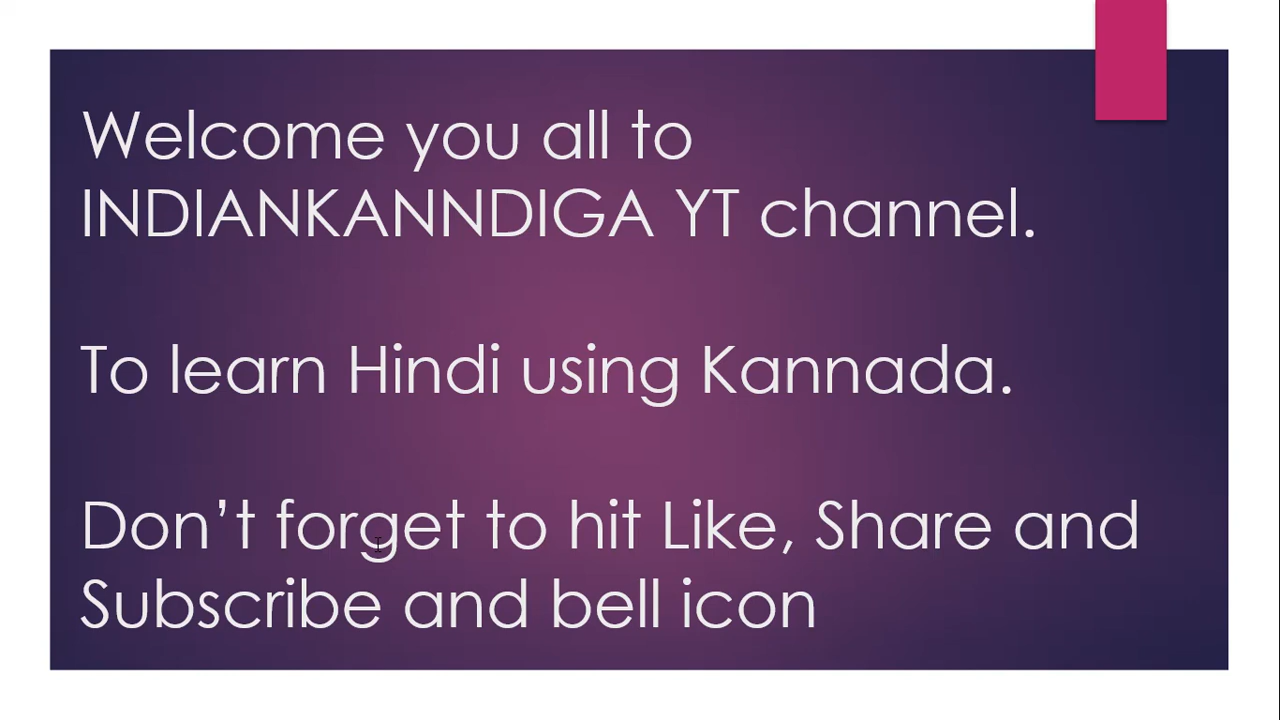 Welcome you all to
INDIANKANNDIGA YT channel.
To learn Hindi using Kannada.
Don’t forget to hit Like, Share and
Subscribe and bell icon